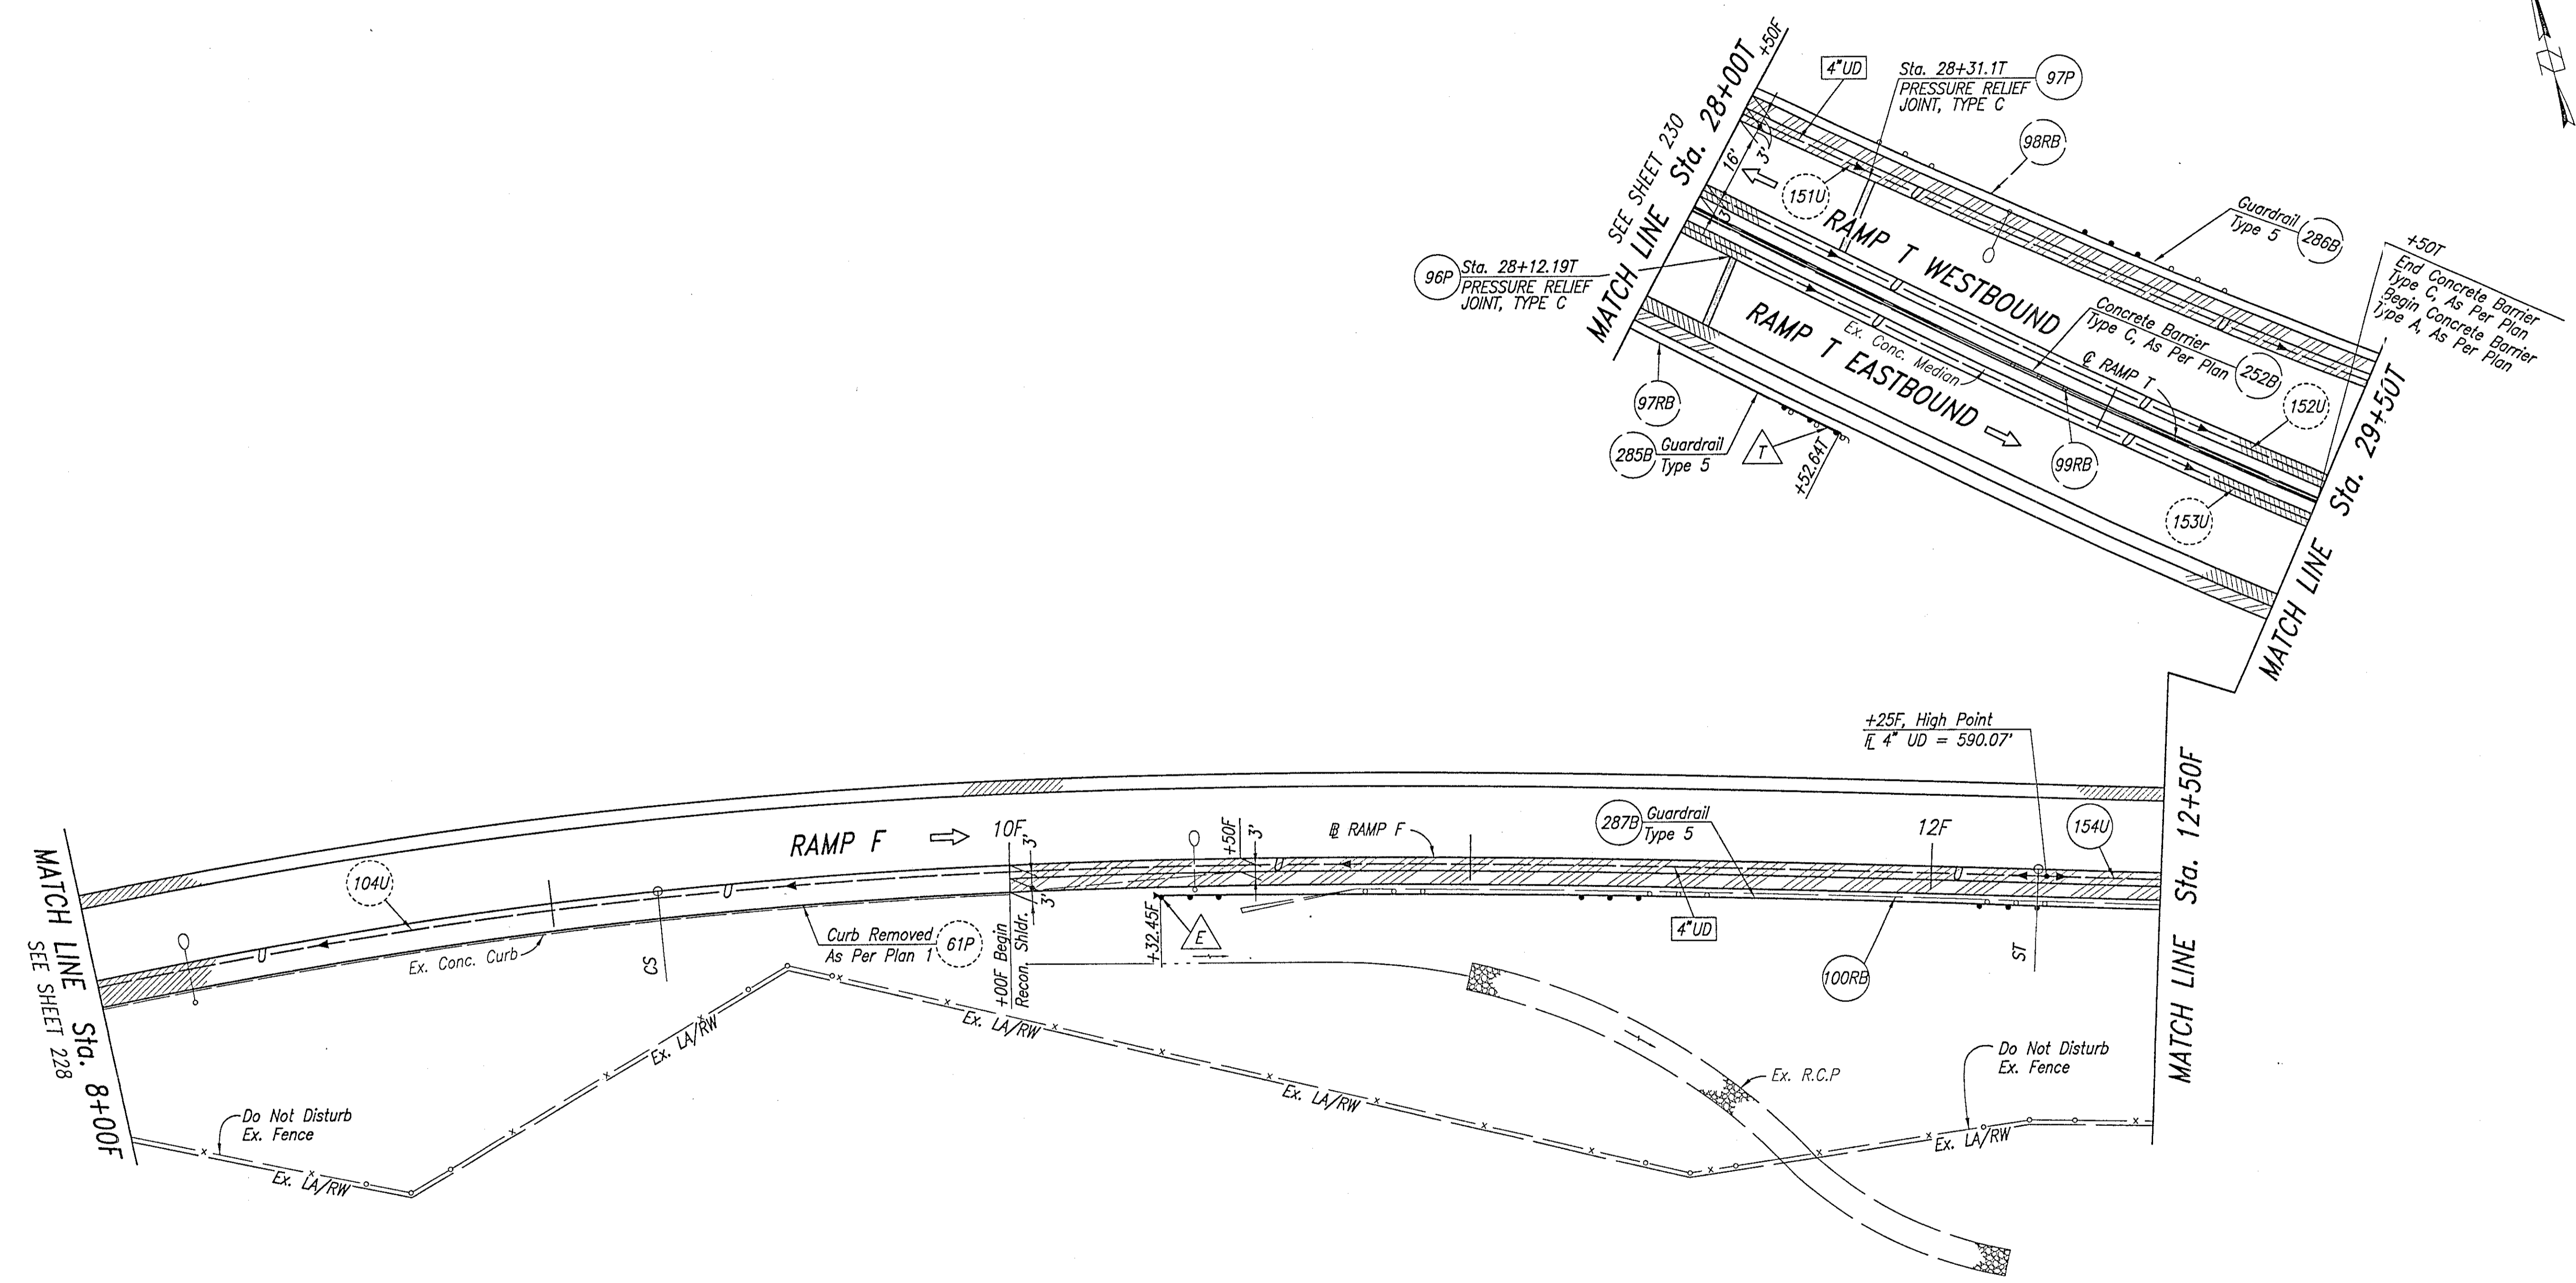 N
MATCH LINE Sta. 28+00T
SEE SHEET 230
+50F
4"UD
Sta. 28+31.1T
PRESSURE RELIEF
JOINT, TYPE C
97P
98RB
16'
3'
3'
151U
RAMP T WESTBOUND
Guardrail
Type 5
286B
+50T
End Concrete Barrier
Type C, As Per Plan
Begin Concrete Barrier
Type A, As Per Plan
96P
Sta. 28+12.19T
PRESSURE RELIEF
JOINT, TYPE C
RAMP T EASTBOUND
Ex. Conc. Median
Concrete Barrier
Type C, As Per Plan
252B
℄ RAMP T
152U
97RB
285B
Guardrail
Type 5
T
+52.64T
99RB
153U
MATCH LINE Sta. 29+50T
+25F, High Point
FL 4" UD = 590.07'
MATCH LINE Sta. 12+50F
RAMP F
10F
3'
3'
+50F
3'
BL RAMP F
287B
Guardrail
Type 5
12F
154U
MATCH LINE Sta. 8+00F
SEE SHEET 228
104U
Ex. Conc. Curb
CS
Curb Removed
As Per Plan 1
61P
+00F Begin
Recon. Shldr.
+32.45F
E
4"UD
100RB
ST
U
U
U
U
U
U
U
U
U
U
Do Not Disturb
Ex. Fence
Ex. LA/RW
Ex. LA/RW
Ex. LA/RW
Ex. LA/RW
Ex. R.C.P
Do Not Disturb
Ex. Fence
Ex. LA/RW